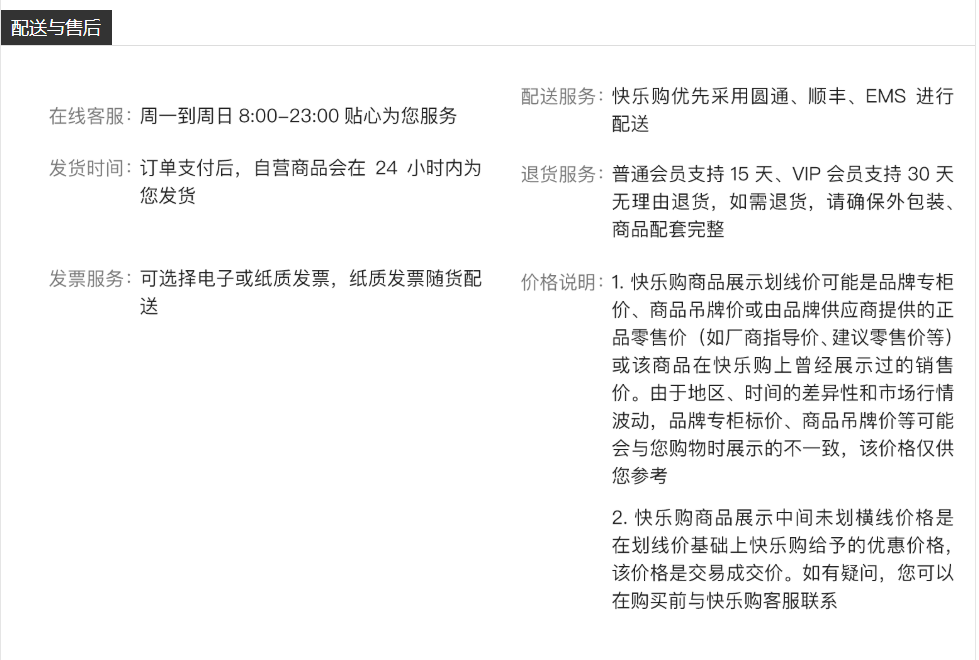 配送与售后
在线客服：周一到周日 8:00-23:00 贴心为您服务
发货时间：订单支付后，自营商品会在 24 小时内为
您发货
发票服务：可选择电子或纸质发票，纸质发票随货配
送
配送服务：快乐购优先采用圆通、顺丰、EMS 进行
配送
退货服务：普通会员支持 15 天、VIP 会员支持 30 天
无理由退货，如需退货，请确保外包装、
商品配套完整
价格说明：1. 快乐购商品展示划线价可能是品牌专柜
价、商品吊牌价或由品牌供应商提供的正
品零售价（如厂商指导价、建议零售价等）
或该商品在快乐购上曾经展示过的销售
价。由于地区、时间的差异性和市场行情
波动，品牌专柜标价、商品吊牌价等可能
会与您购物时展示的不一致，该价格仅供
您参考
2. 快乐购商品展示中间未划横线价格是
在划线价基础上快乐购给予的优惠价格，
该价格是交易成交价。如有疑问，您可以
在购买前与快乐购客服联系